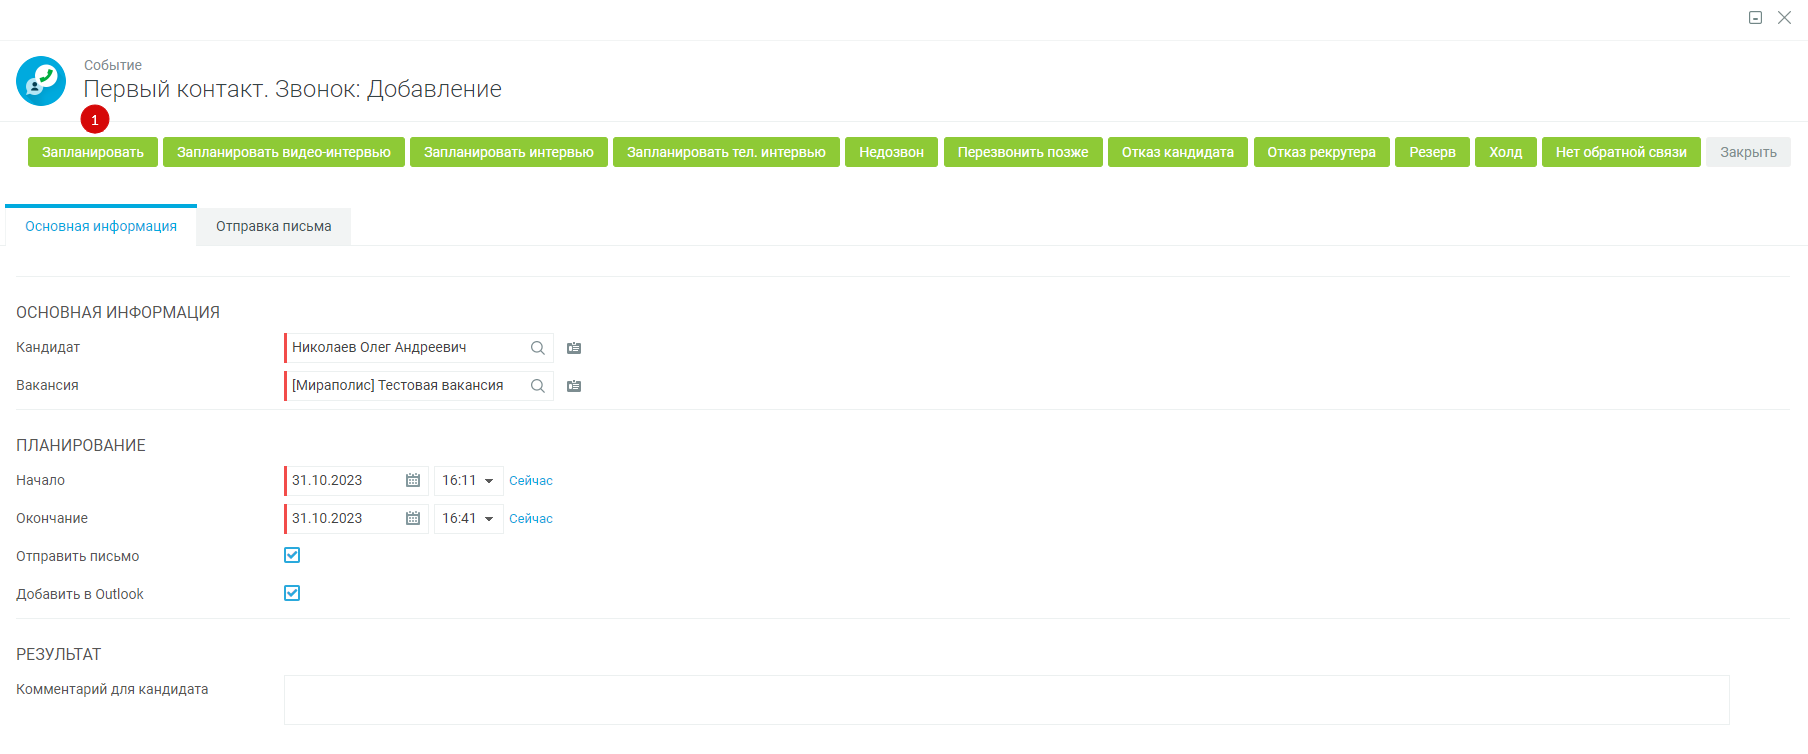 Событие
Первый контакт. Звонок: Добавление
1
Запланировать Запланировать видео-интервью Запланировать интервью Запланировать тел. интервью Недозвон Перезвонить позже Отказ кандидата Отказ рекрутера Резерв Холд Нет обратной связи Закрыть
Основная информация Отправка письма
ОСНОВНАЯ ИНФОРМАЦИЯ
Кандидат Николаев Олег Андреевич
Вакансия [Мираполис] Тестовая вакансия
ПЛАНИРОВАНИЕ
Начало 31.10.2023 16:11 Сейчас
Окончание 31.10.2023 16:41 Сейчас
Отправить письмо
Добавить в Outlook
РЕЗУЛЬТАТ
Комментарий для кандидата